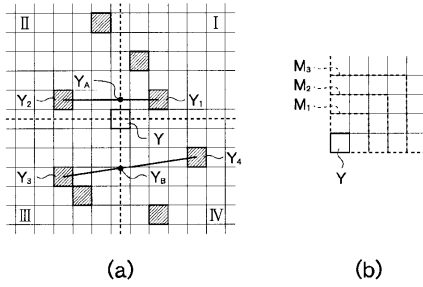 II I
Y_A
Y_2 Y_1
Y
Y_3 Y_4
Y_B
III IV
(a)
M_3
M_2
M_1
Y
(b)